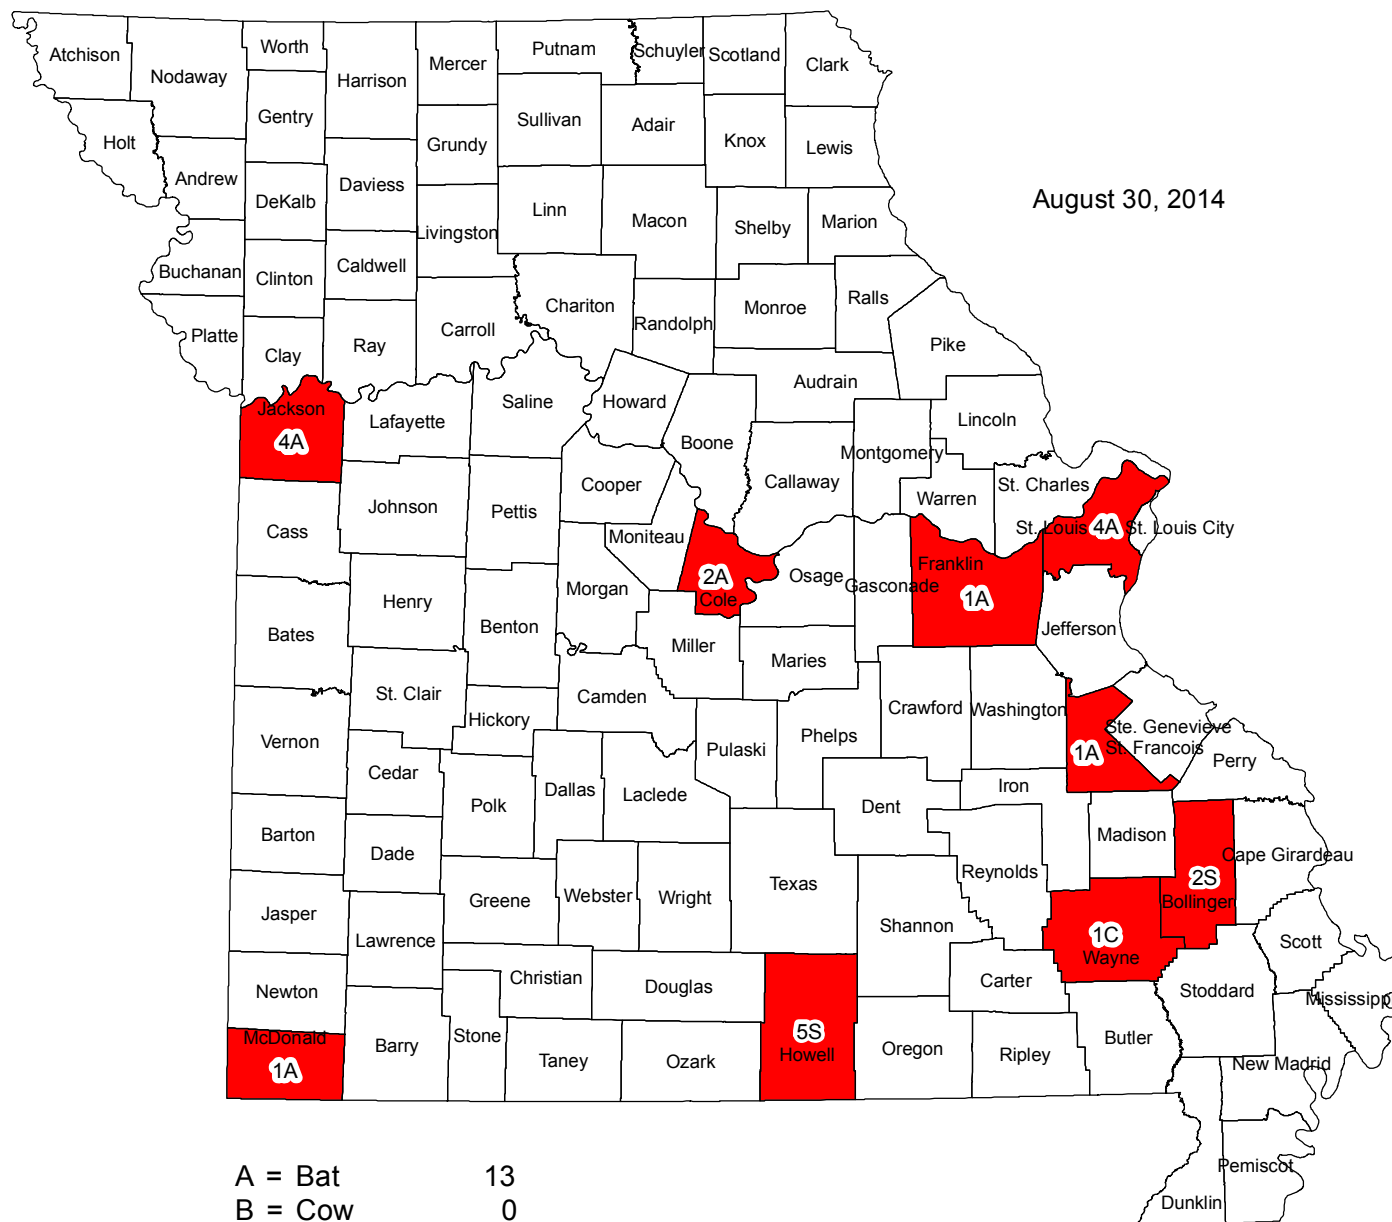 Atchison
Nodaway
Worth
Harrison
Mercer
Putnam
Schuyler
Scotland
Clark
Holt
Gentry
Grundy
Sullivan
Adair
Knox
Lewis
Andrew
DeKalb
Daviess
Livingston
Linn
Macon
Shelby
Marion
August 30, 2014
Buchanan
Clinton
Caldwell
Carroll
Chariton
Randolph
Monroe
Ralls
Pike
Platte
Clay
Ray
Audrain
Jackson
4A
Lafayette
Saline
Howard
Boone
Callaway
Montgomery
Lincoln
Warren
St. Charles
Cass
Johnson
Pettis
Cooper
Moniteau
2A
Cole
Osage
Gasconade
Franklin
1A
St. Louis
4A
St. Louis City
Bates
Henry
Benton
Morgan
Miller
Maries
Jefferson
St. Clair
Hickory
Camden
Pulaski
Phelps
Crawford
Washington
Ste. Genevieve
St. Francois
1A
Perry
Vernon
Cedar
Polk
Dallas
Laclede
Dent
Iron
Madison
Barton
Dade
Greene
Webster
Wright
Texas
Reynolds
2S
Bollinger
Cape Girardeau
Jasper
Lawrence
Shannon
1C
Wayne
Scott
Newton
Christian
Douglas
5S
Howell
Carter
Stoddard
Mississipp
McDonald
1A
Barry
Stone
Taney
Ozark
Oregon
Ripley
Butler
New Madrid
Pemiscot
Dunklin
A = Bat 13
B = Cow 0